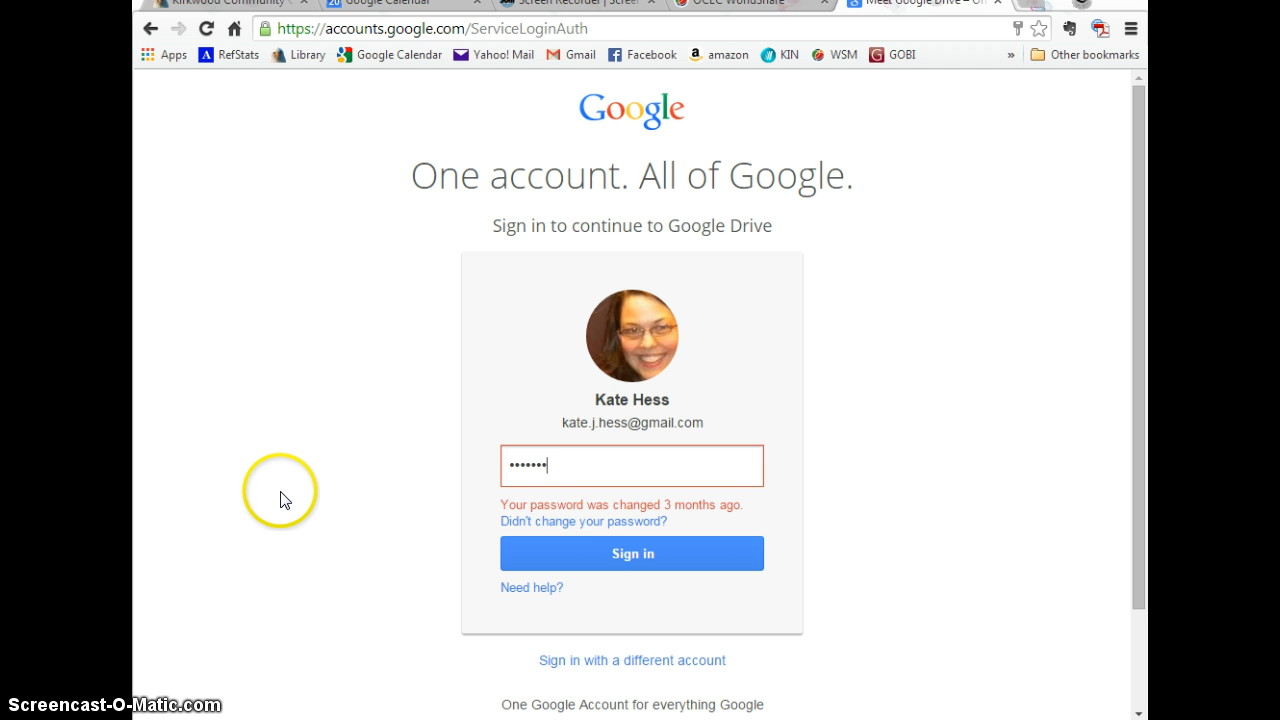 Kirkwood Community
Google Calendar
Screen Recorder | Screen
OCLC WorldShare
Meet Google Drive – On
https://accounts.google.com/ServiceLoginAuth
Apps RefStats Library Google Calendar Yahoo! Mail Gmail Facebook amazon KIN WSM GOBI » Other bookmarks
Google
One account. All of Google.
Sign in to continue to Google Drive
Kate Hess
kate.j.hess@gmail.com
•••••••
Your password was changed 3 months ago.
Didn't change your password?
Sign in
Need help?
Sign in with a different account
One Google Account for everything Google
Screencast-O-Matic.com